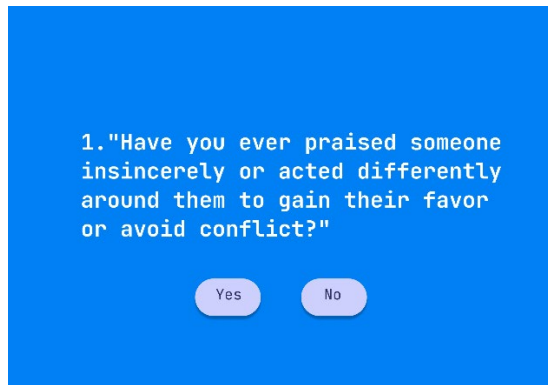 1."Have you ever praised someone
insincerely or acted differently
around them to gain their favor
or avoid conflict?"
Yes
No